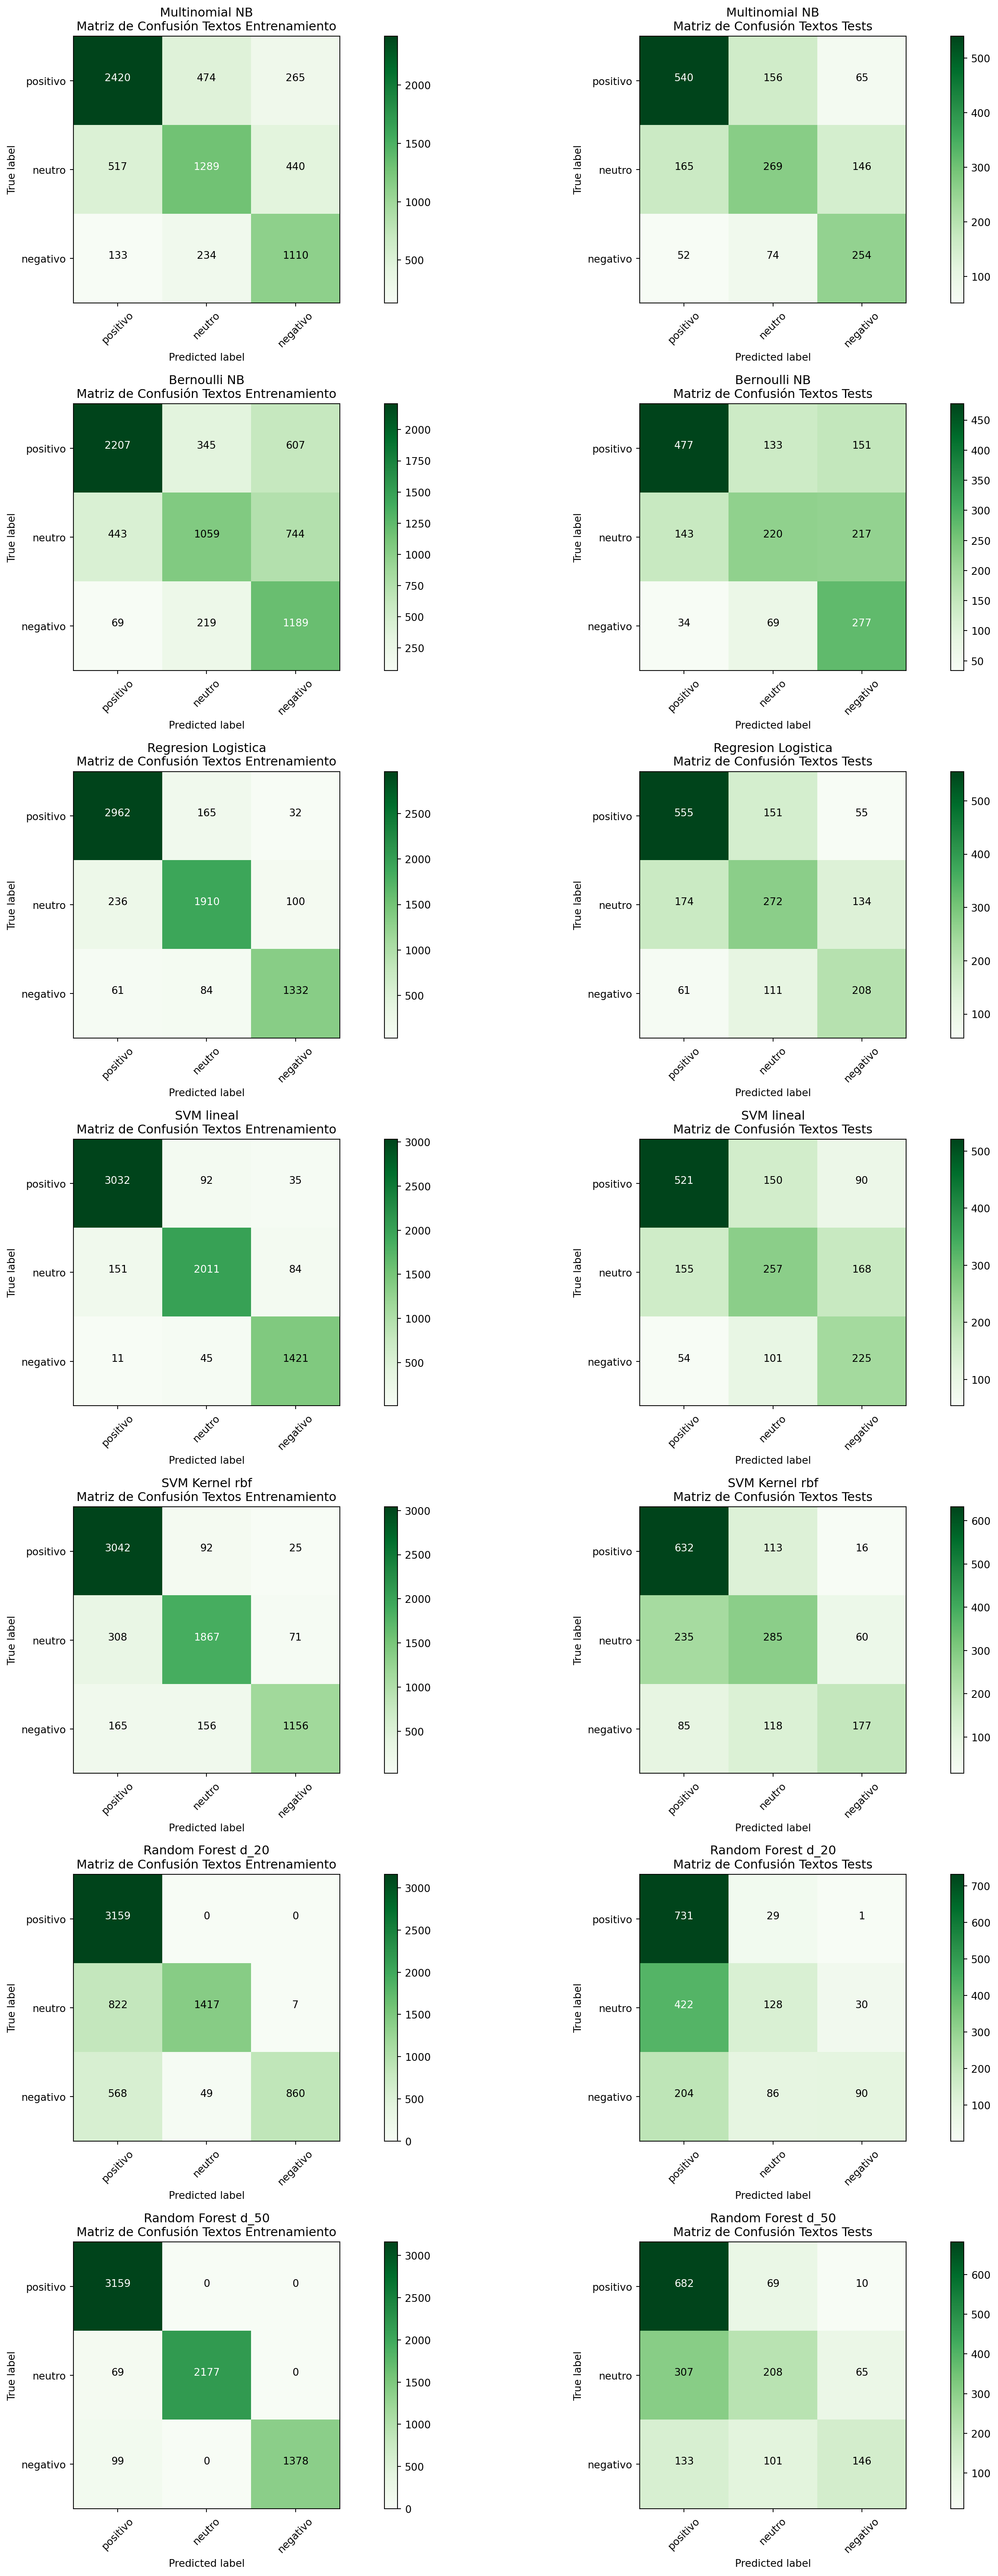 Multinomial NB
Matriz de Confusión Textos Entrenamiento
positivo 2420 474 265
neutro 517 1289 440
negativo 133 234 1110
True label
positivo neutro negativo
Predicted label
2000
1500
1000
500
Multinomial NB
Matriz de Confusión Textos Tests
positivo 540 156 65
neutro 165 269 146
negativo 52 74 254
True label
positivo neutro negativo
Predicted label
500
400
300
200
100
Bernoulli NB
Matriz de Confusión Textos Entrenamiento
positivo 2207 345 607
neutro 443 1059 744
negativo 69 219 1189
True label
positivo neutro negativo
Predicted label
2000
1750
1500
1250
1000
750
500
250
Bernoulli NB
Matriz de Confusión Textos Tests
positivo 477 133 151
neutro 143 220 217
negativo 34 69 277
True label
positivo neutro negativo
Predicted label
450
400
350
300
250
200
150
100
50
Regresion Logistica
Matriz de Confusión Textos Entrenamiento
positivo 2962 165 32
neutro 236 1910 100
negativo 61 84 1332
True label
positivo neutro negativo
Predicted label
2500
2000
1500
1000
500
Regresion Logistica
Matriz de Confusión Textos Tests
positivo 555 151 55
neutro 174 272 134
negativo 61 111 208
True label
positivo neutro negativo
Predicted label
500
400
300
200
100
SVM lineal
Matriz de Confusión Textos Entrenamiento
positivo 3032 92 35
neutro 151 2011 84
negativo 11 45 1421
True label
positivo neutro negativo
Predicted label
3000
2500
2000
1500
1000
500
SVM lineal
Matriz de Confusión Textos Tests
positivo 521 150 90
neutro 155 257 168
negativo 54 101 225
True label
positivo neutro negativo
Predicted label
500
400
300
200
100
SVM Kernel rbf
Matriz de Confusión Textos Entrenamiento
positivo 3042 92 25
neutro 308 1867 71
negativo 165 156 1156
True label
positivo neutro negativo
Predicted label
3000
2500
2000
1500
1000
500
SVM Kernel rbf
Matriz de Confusión Textos Tests
positivo 632 113 16
neutro 235 285 60
negativo 85 118 177
True label
positivo neutro negativo
Predicted label
600
500
400
300
200
100
Random Forest d_20
Matriz de Confusión Textos Entrenamiento
positivo 3159 0 0
neutro 822 1417 7
negativo 568 49 860
True label
positivo neutro negativo
Predicted label
3000
2500
2000
1500
1000
500
0
Random Forest d_20
Matriz de Confusión Textos Tests
positivo 731 29 1
neutro 422 128 30
negativo 204 86 90
True label
positivo neutro negativo
Predicted label
700
600
500
400
300
200
100
Random Forest d_50
Matriz de Confusión Textos Entrenamiento
positivo 3159 0 0
neutro 69 2177 0
negativo 99 0 1378
True label
positivo neutro negativo
Predicted label
3000
2500
2000
1500
1000
500
0
Random Forest d_50
Matriz de Confusión Textos Tests
positivo 682 69 10
neutro 307 208 65
negativo 133 101 146
True label
positivo neutro negativo
Predicted label
600
500
400
300
200
100